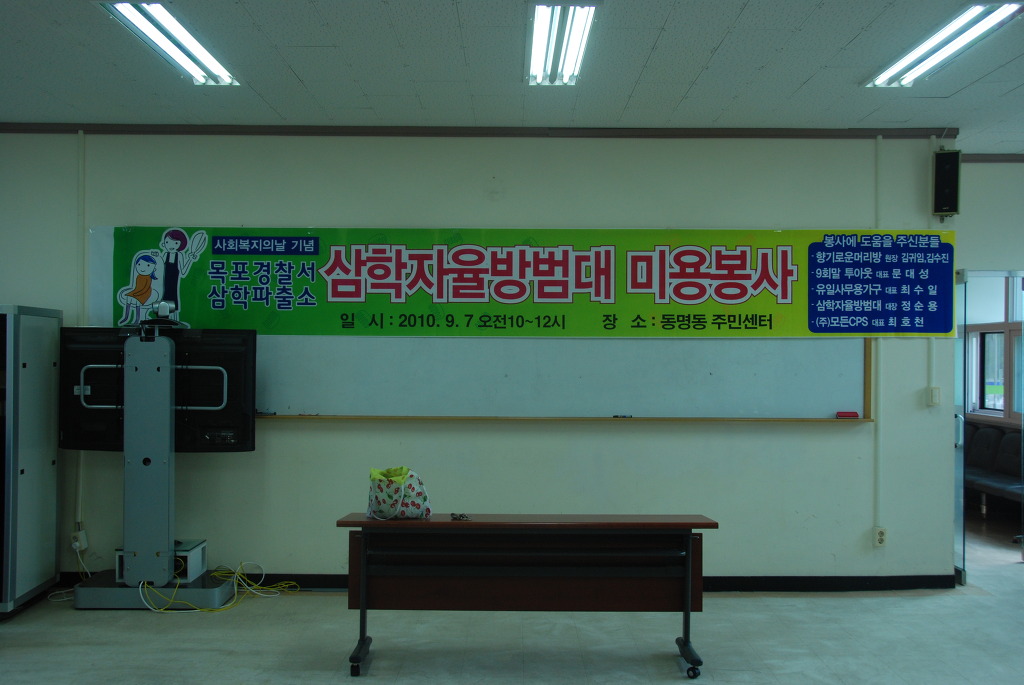 사회복지의날 기념
목포경찰서
삼학파출소
삼학자율방범대 미용봉사
일 시 : 2010. 9. 7 오전10~12시 장 소 : 동명동 주민센터
봉사에 도움을 주신분들
· 향기로운머리방 원장 김귀임,김수진
· 9회말 투아웃 대표 문 대 성
· 유일사무용가구 대표 최 수 일
· 삼학자율방범대 대장 정 순 용
· (주)모든CPS 대표 최 호 천